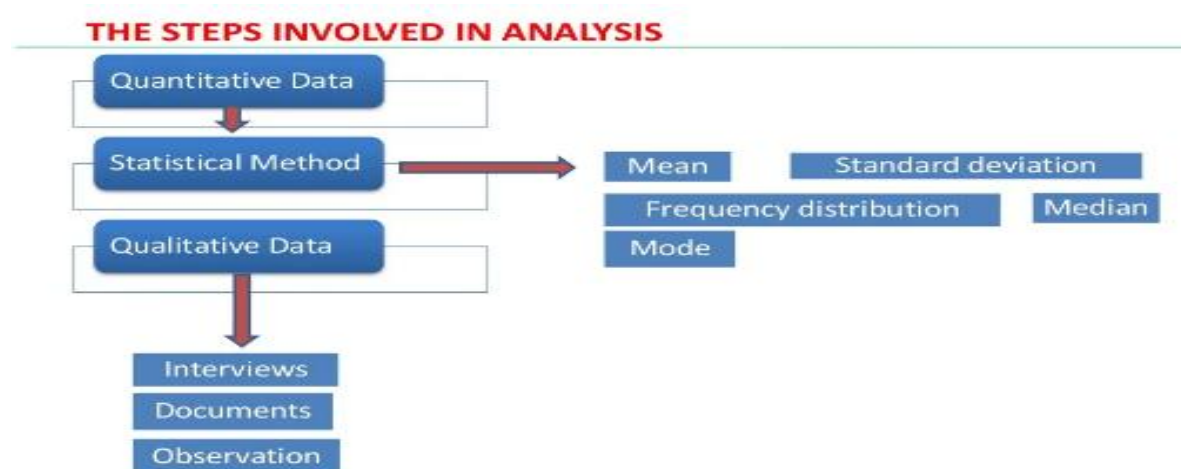 THE STEPS INVOLVED IN ANALYSIS
Quantitative Data
Statistical Method
Mean
Standard deviation
Frequency distribution
Median
Mode
Qualitative Data
Interviews
Documents
Observation